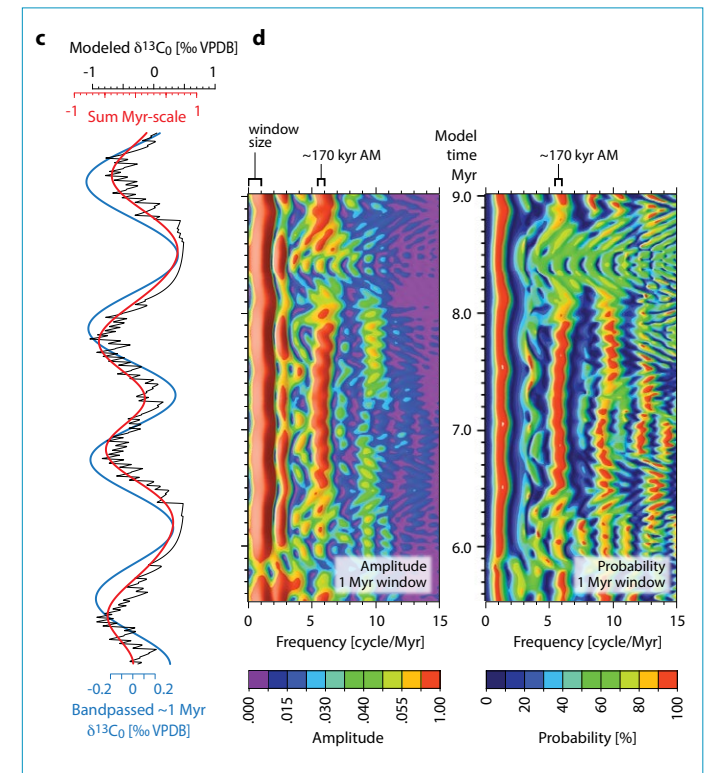 c
d
Modeled δ13C0 [‰ VPDB]
-1 0 1
-1 1
Sum Myr-scale
window
size
~170 kyr AM
Model
time
Myr
~170 kyr AM
9.0
8.0
7.0
6.0
Amplitude
1 Myr window
Probability
1 Myr window
0 5 10 15
0 5 10 15
Frequency [cycle/Myr]
Frequency [cycle/Myr]
-0.2 0 0.2
Bandpassed ~1 Myr
δ13C0 [‰ VPDB]
.000 .015 .030 .040 .055 1.00
Amplitude
0 20 40 60 80 100
Probability [%]